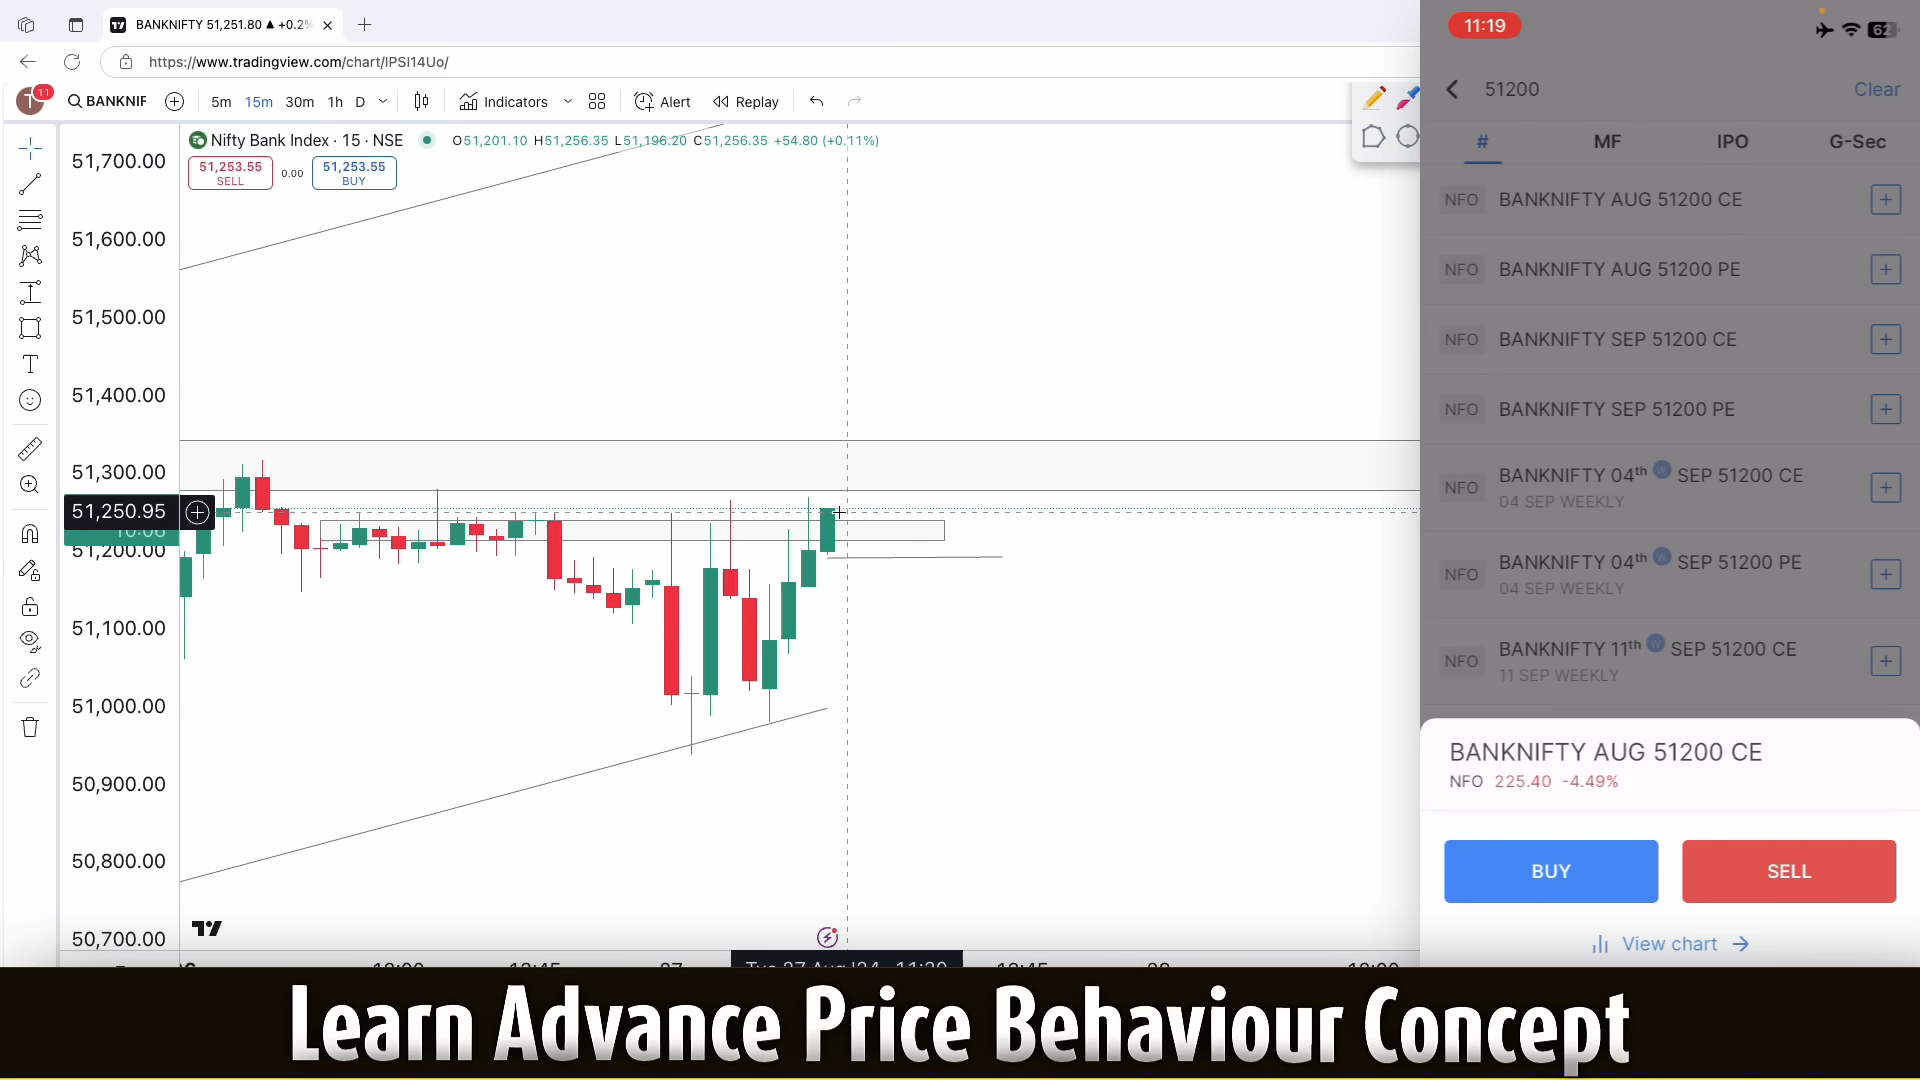 BANKNIFTY 51,251.80 ▲ +0.2%
https://www.tradingview.com/chart/IPSI14Uo/
T 11 BANKNIF 5m 15m 30m 1h D Indicators Alert Replay
Nifty Bank Index · 15 · NSE O51,201.10 H51,256.35 L51,196.20 C51,256.35 +54.80 (+0.11%)
51,253.55 0.00 51,253.55
SELL BUY
51,700.00
51,600.00
51,500.00
51,400.00
51,300.00
51,250.95
10:06
51,200.00
51,100.00
51,000.00
50,900.00
50,800.00
50,700.00
11:19 62
51200 Clear
# MF IPO G-Sec
NFO BANKNIFTY AUG 51200 CE
NFO BANKNIFTY AUG 51200 PE
NFO BANKNIFTY SEP 51200 CE
NFO BANKNIFTY SEP 51200 PE
NFO BANKNIFTY 04th W SEP 51200 CE
04 SEP WEEKLY
NFO BANKNIFTY 04th W SEP 51200 PE
04 SEP WEEKLY
NFO BANKNIFTY 11th W SEP 51200 CE
11 SEP WEEKLY
BANKNIFTY AUG 51200 CE
NFO 225.40 -4.49%
BUY SELL
View chart
Learn Advance Price Behaviour Concept